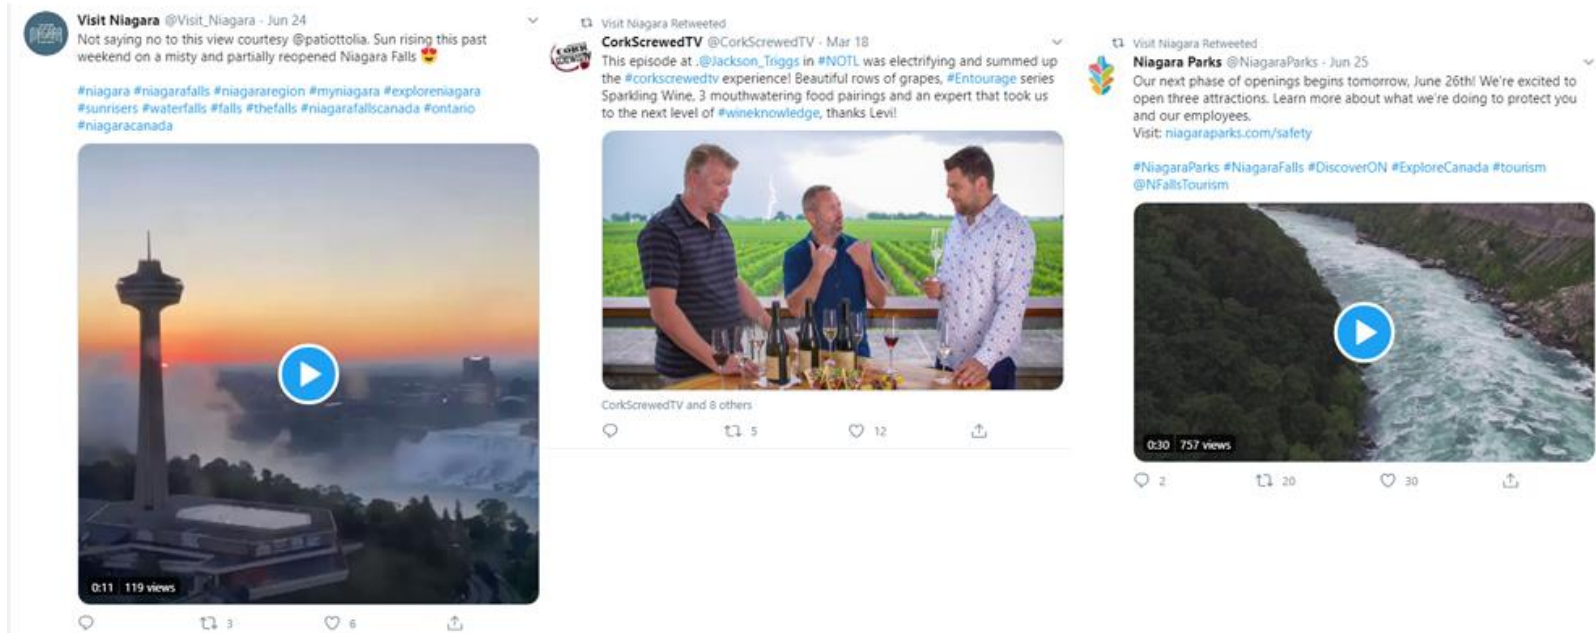 Visit Niagara @Visit_Niagara · Jun 24
Not saying no to this view courtesy @patiottolia. Sun rising this past
weekend on a misty and partially reopened Niagara Falls 😍
#niagara #niagarafalls #niagararegion #myniagara #exploreniagara
#sunrisers #waterfalls #falls #thefalls #niagarafallscanada #ontario
#niagaracanada
0:11 119 views
3 6
Visit Niagara Retweeted
CorkScrewedTV @CorkScrewedTV · Mar 18
This episode at .@Jackson_Triggs in #NOTL was electrifying and summed up
the #corkscrewedtv experience! Beautiful rows of grapes, #Entourage series
Sparkling Wine, 3 mouthwatering food pairings and an expert that took us
to the next level of #wineknowledge, thanks Levi!
CorkScrewedTV and 8 others
5 12
Visit Niagara Retweeted
Niagara Parks @NiagaraParks · Jun 25
Our next phase of openings begins tomorrow, June 26th! We're excited to
open three attractions. Learn more about what we're doing to protect you
and our employees.
Visit: niagaraparks.com/safety
#NiagaraParks #NiagaraFalls #DiscoverON #ExploreCanada #tourism
@NFallsTourism
0:30 757 views
2 20 30